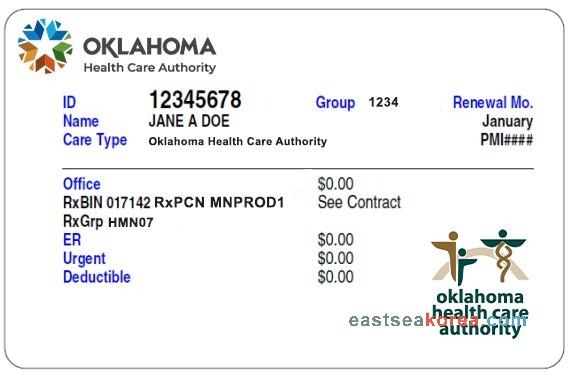 OKLAHOMA
Health Care Authority
ID 12345678 Group 1234 Renewal Mo.
Name JANE A DOE January
Care Type Oklahoma Health Care Authority PMI####
Office $0.00
RxBIN 017142 RxPCN MNPROD1 See Contract
RxGrp HMN07
ER $0.00
Urgent $0.00
Deductible $0.00
oklahoma
health care
eastseakorea.com
authority